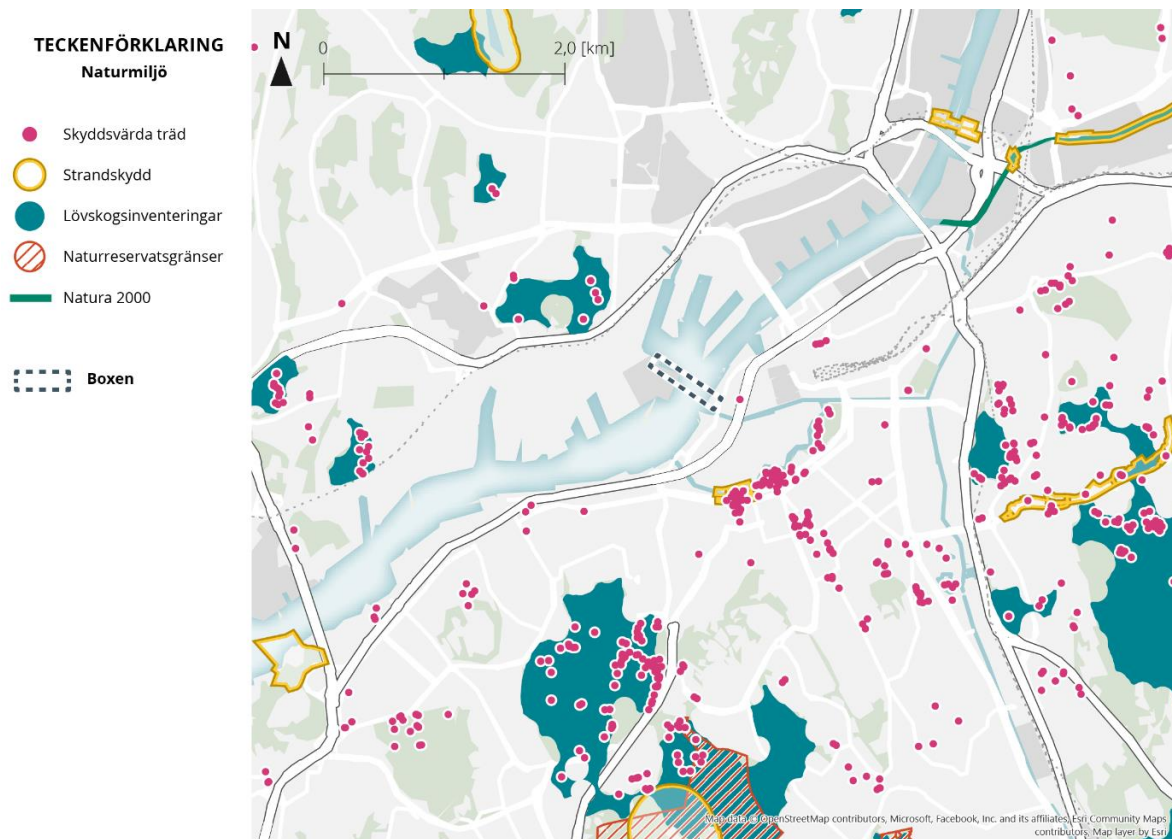 TECKENFÖRKLARING
Naturmiljö
Skyddsvärda träd
Strandskydd
Lövskogsinventeringar
Naturreservatsgränser
Natura 2000
Boxen
N
0 2,0 [km]
Map data © OpenStreetMap contributors, Microsoft, Facebook, Inc. and its affiliates, Esri Community Maps
contributors, Map layer by Esri